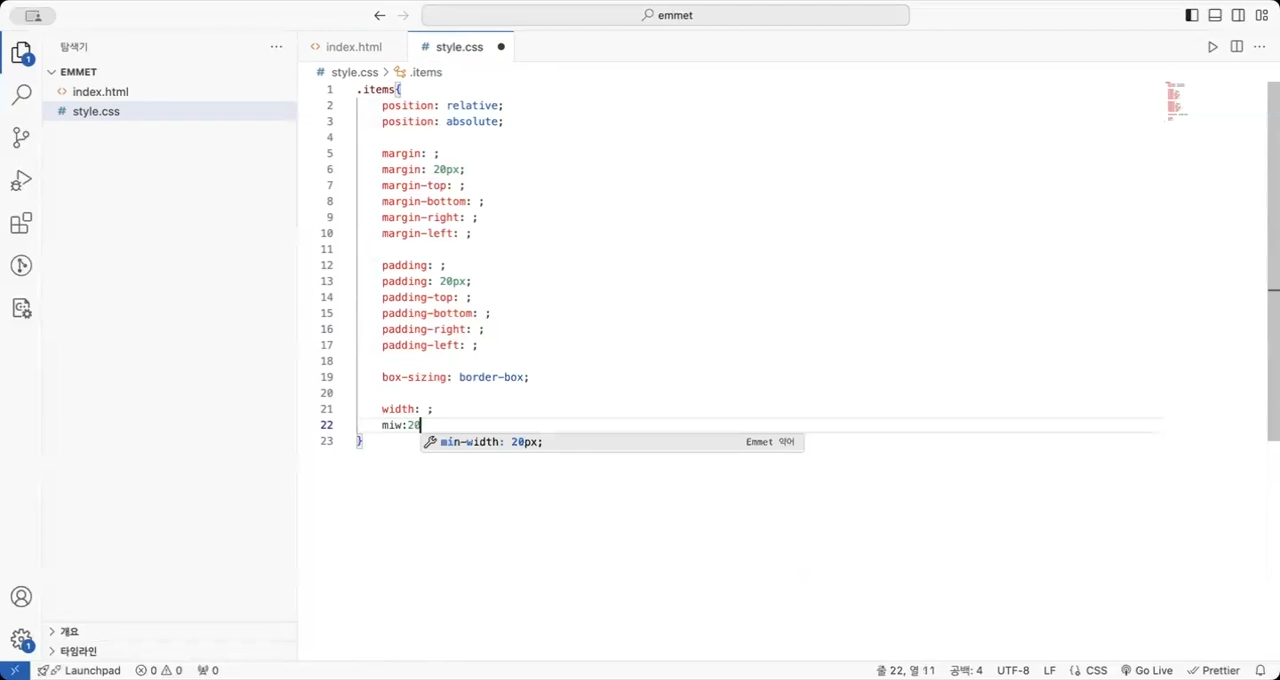 emmet
탐색기
index.html
# style.css
EMMET
index.html
# style.css
# style.css > .items
1 .items{
2 position: relative;
3 position: absolute;
4
5 margin: ;
6 margin: 20px;
7 margin-top: ;
8 margin-bottom: ;
9 margin-right: ;
10 margin-left: ;
11
12 padding: ;
13 padding: 20px;
14 padding-top: ;
15 padding-bottom: ;
16 padding-right: ;
17 padding-left: ;
18
19 box-sizing: border-box;
20
21 width: ;
22 miw:20
min-width: 20px; Emmet 약어
23 }
1
1
개요
타임라인
Launchpad 0 0 0 줄 22, 열 11 공백: 4 UTF-8 LF {} CSS Go Live Prettier